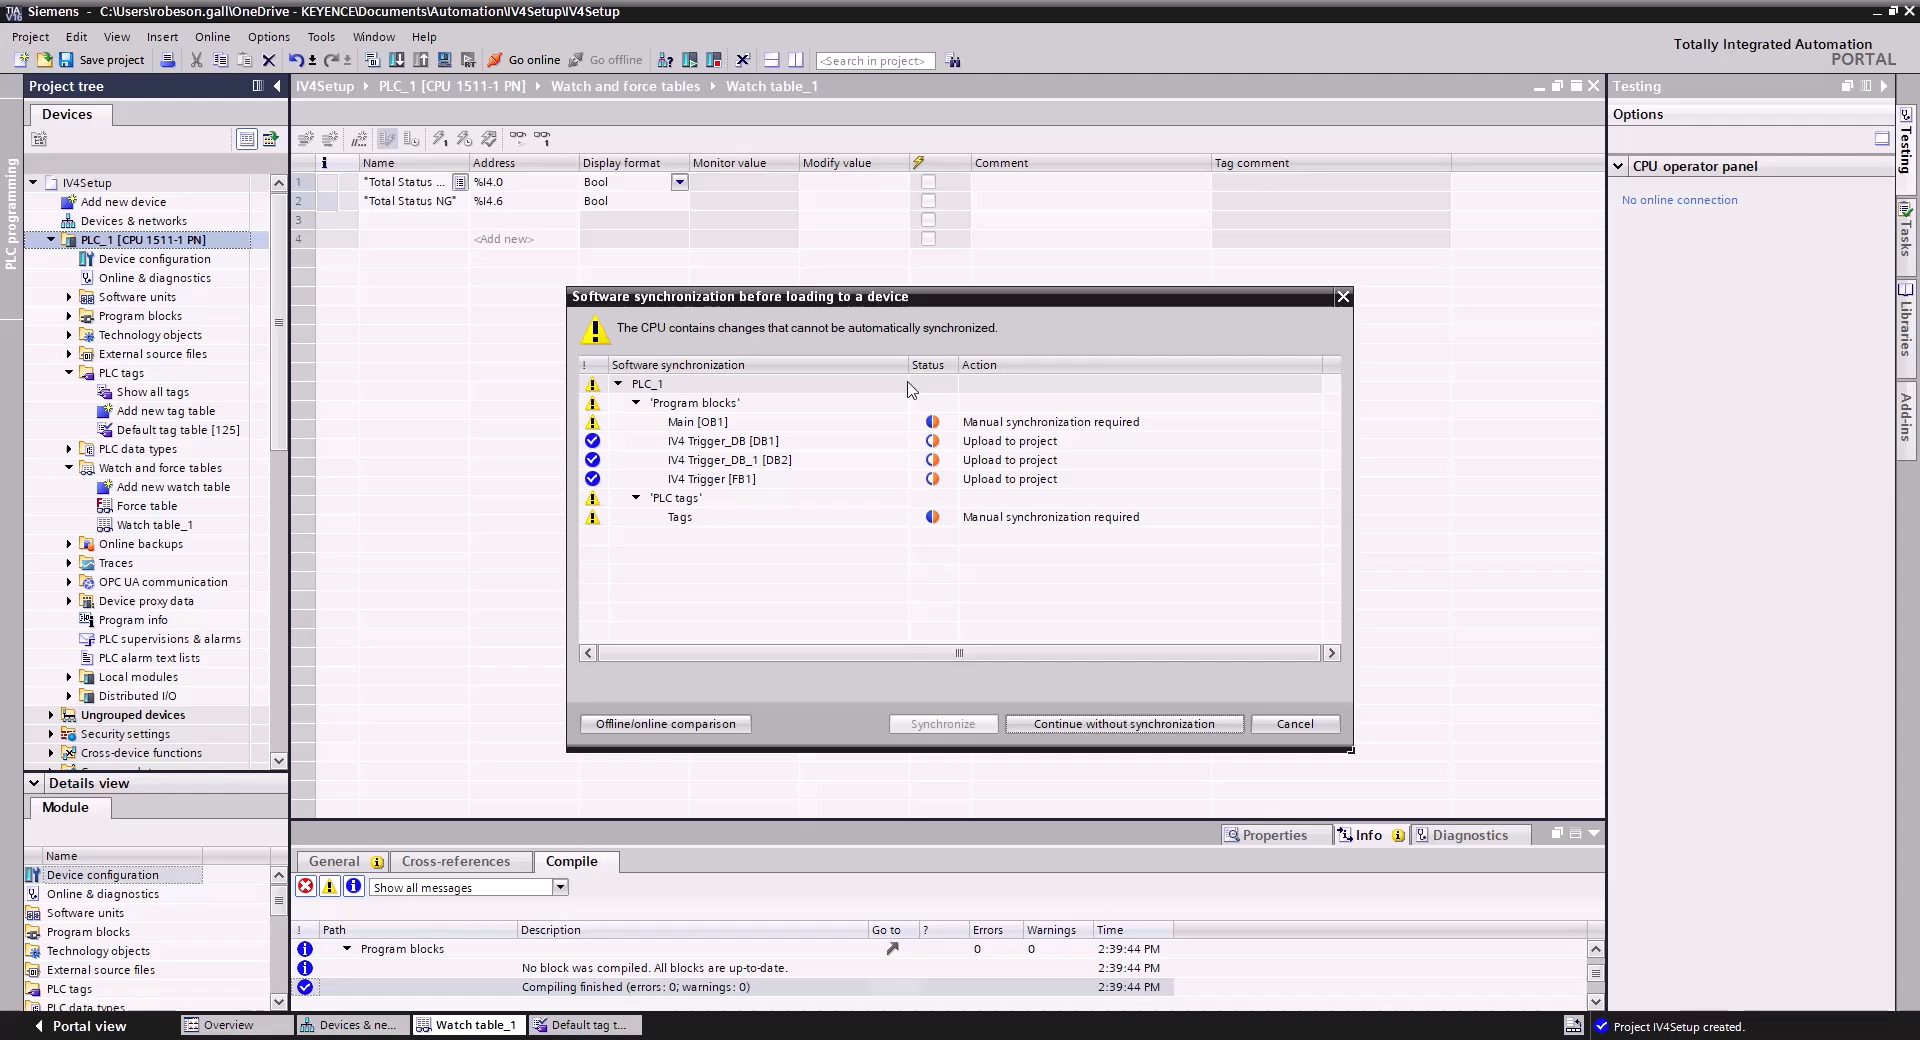 Siemens - C:\Users\robeson.gall\OneDrive - KEYENCE\Documents\Automation\IV4Setup\IV4Setup
Project Edit View Insert Online Options Tools Window Help
Totally Integrated Automation
PORTAL
Save project
Go online
Go offline
<Search in project>
Project tree
IV4Setup
PLC_1 [CPU 1511-1 PN]
Watch and force tables
Watch table_1
Testing
Devices
Options
PLC programming
Name Address Display format Monitor value Modify value Comment Tag comment
1 "Total Status ... %I4.0 Bool
2 "Total Status NG" %I4.6 Bool
3
4 <Add new>
CPU operator panel
No online connection
Testing
Tasks
Libraries
Add-ins
IV4Setup
Add new device
Devices & networks
PLC_1 [CPU 1511-1 PN]
Device configuration
Online & diagnostics
Software units
Program blocks
Technology objects
External source files
PLC tags
Show all tags
Add new tag table
Default tag table [125]
PLC data types
Watch and force tables
Add new watch table
Force table
Watch table_1
Online backups
Traces
OPC UA communication
Device proxy data
Program info
PLC supervisions & alarms
PLC alarm text lists
Local modules
Distributed I/O
Ungrouped devices
Security settings
Cross-device functions
Software synchronization before loading to a device
The CPU contains changes that cannot be automatically synchronized.
! Software synchronization Status Action
PLC_1
'Program blocks'
Main [OB1] Manual synchronization required
IV4 Trigger_DB [DB1] Upload to project
IV4 Trigger_DB_1 [DB2] Upload to project
IV4 Trigger [FB1] Upload to project
'PLC tags'
Tags Manual synchronization required
Offline/online comparison
Synchronize
Continue without synchronization
Cancel
Details view
Module
Name
Device configuration
Online & diagnostics
Software units
Program blocks
Technology objects
External source files
PLC tags
PLC data types
Properties
Info
Diagnostics
General
Cross-references
Compile
Show all messages
! Path Description Go to ? Errors Warnings Time
Program blocks 0 0 2:39:44 PM
No block was compiled. All blocks are up-to-date. 2:39:44 PM
Compiling finished (errors: 0; warnings: 0) 2:39:44 PM
Portal view
Overview
Devices & ne...
Watch table_1
Default tag t...
Project IV4Setup created.